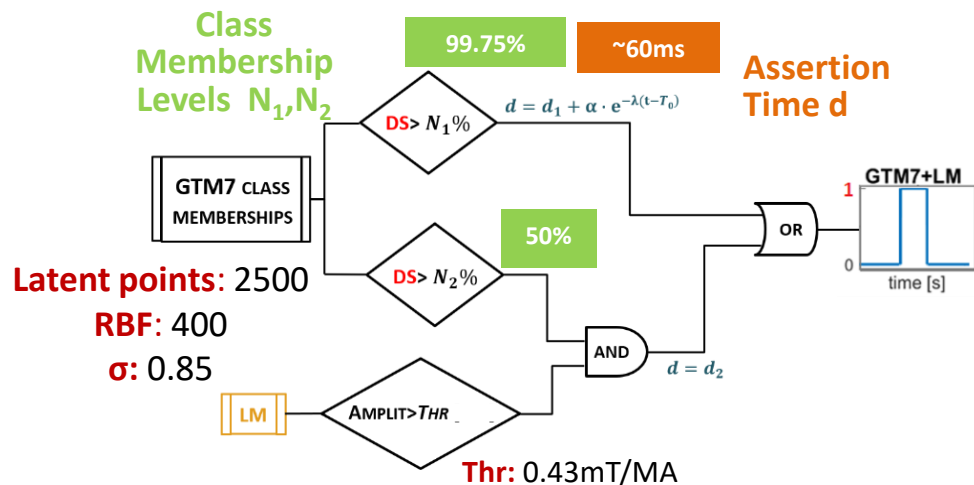 Class
Membership
Levels N₁,N₂
99.75%
~60ms
Assertion
Time d
DS> N₁%
d = d₁ + α · e^{-λ(t-T₀)}
GTM7 CLASS
MEMBERSHIPS
GTM7+LM
1
0
time [s]
OR
50%
DS> N₂%
Latent points: 2500
RBF: 400
σ: 0.85
AND
d = d₂
LM
AMPLIT>THR
Thr: 0.43mT/MA